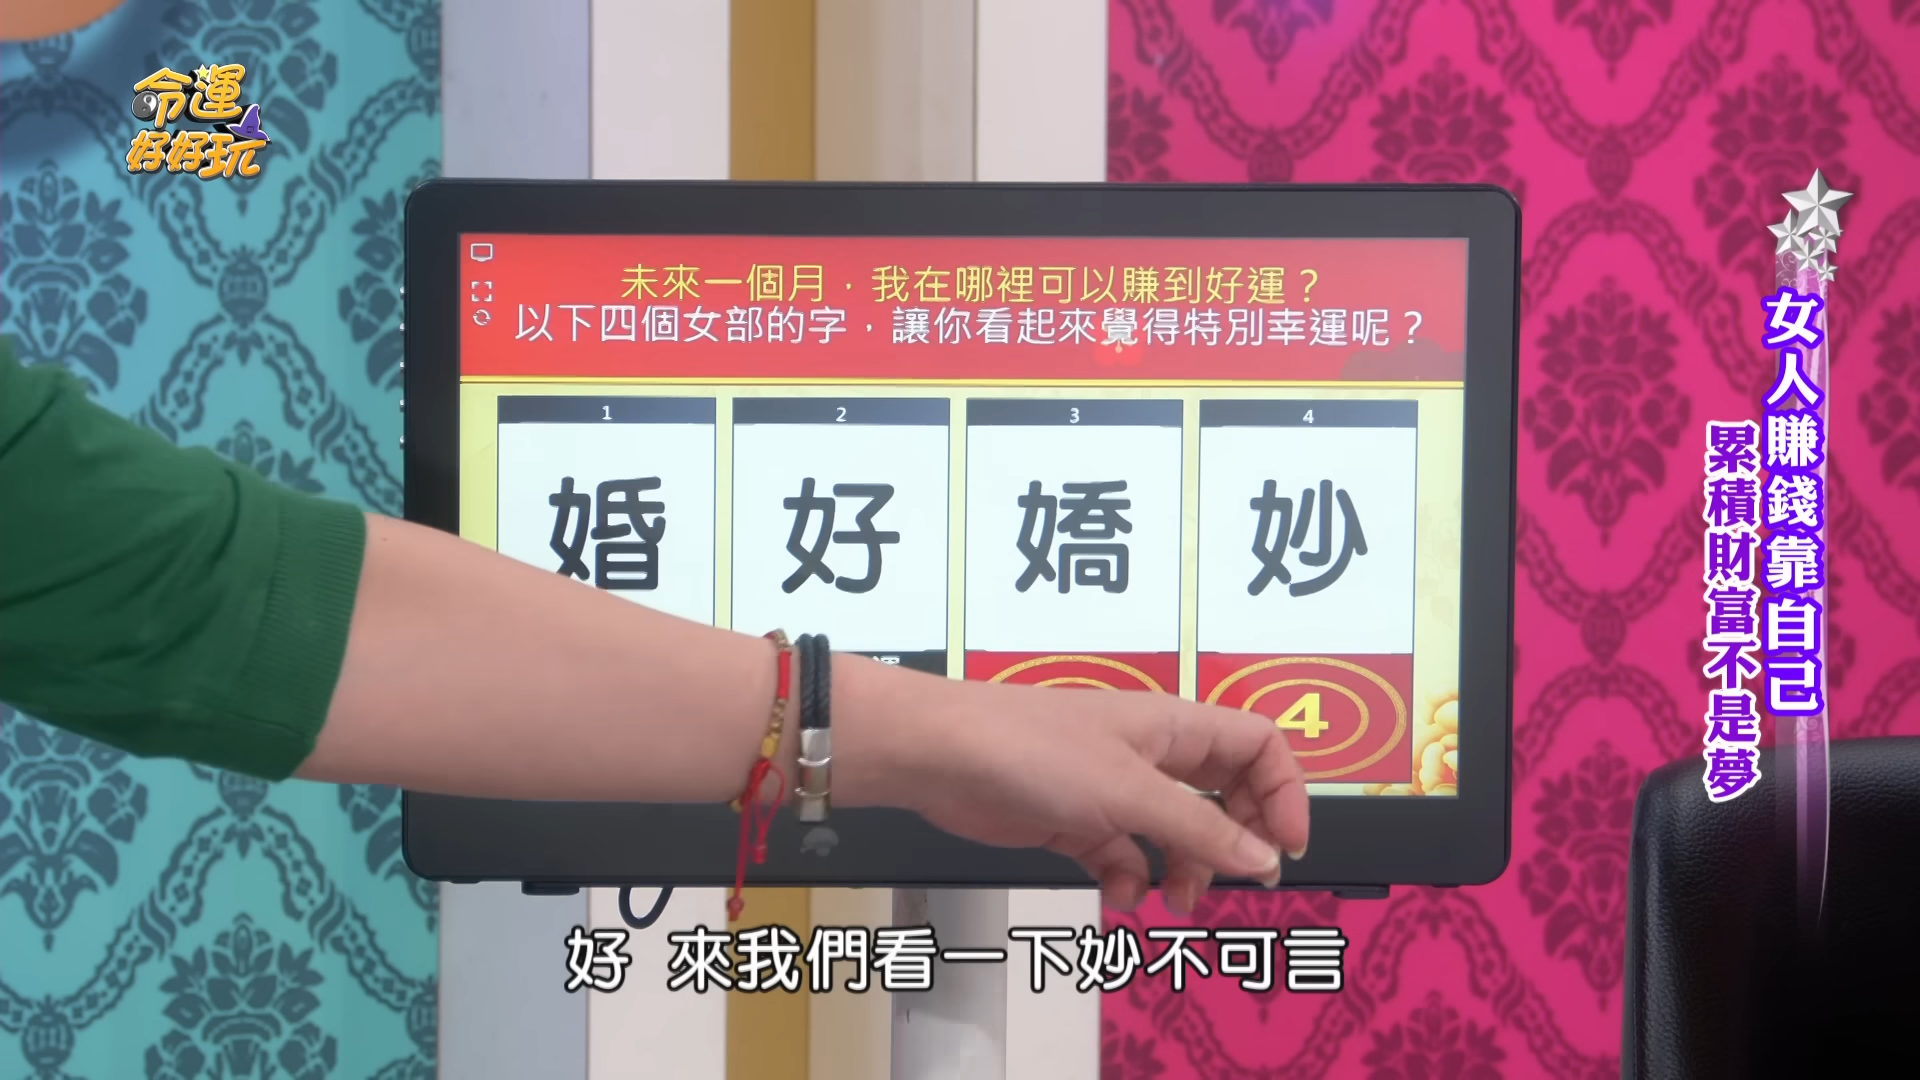 命運
好好玩
未來一個月，我在哪裡可以賺到好運？
以下四個女部的字，讓你看起來覺得特別幸運呢？
1
2
3
4
婚
好
嬌
妙
4
女人賺錢靠自己
累積財富不是夢
好 來我們看一下妙不可言